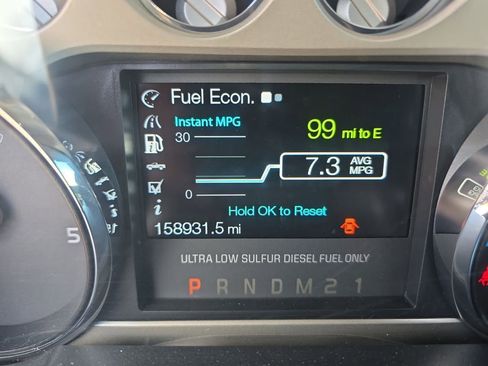 Fuel Econ.
Instant MPG
30
99 mi to E
7.3 AVG
MPG
0
Hold OK to Reset
158931.5 mi
5
ULTRA LOW SULFUR DIESEL FUEL ONLY
P R N D M 2 1